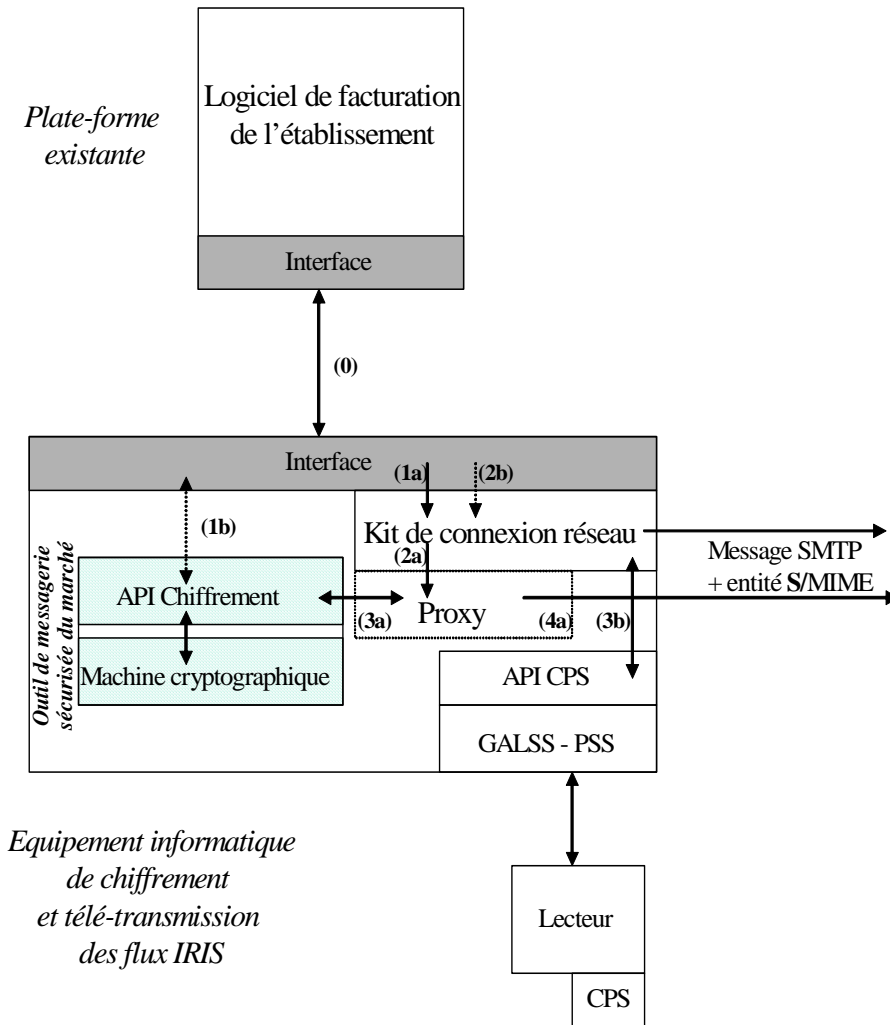 Logiciel de facturation
de l'établissement
Plate-forme
existante
Interface
(0)
Interface
(1a)
(2b)
(1b)
Kit de connexion réseau
(2a)
Message SMTP
+ entité S/MIME
API Chiffrement
(3a)
Proxy
(4a)
(3b)
Outil de messagerie
sécurisée du marché
Machine cryptographique
API CPS
GALSS - PSS
Equipement informatique
de chiffrement
et télé-transmission
des flux IRIS
Lecteur
CPS